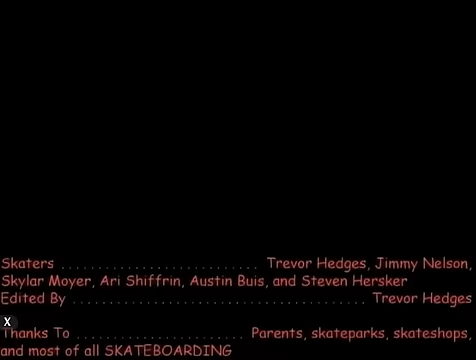 Skaters . . . . . . . . . . . . . . . . . . . . . . . . . . . . Trevor Hedges, Jimmy Nelson,
Skylar Moyer, Ari Shiffrin, Austin Buis, and Steven Hersker
Edited By . . . . . . . . . . . . . . . . . . . . . . . . . . . . . . . . . . . . . . . . Trevor Hedges
X
Thanks To . . . . . . . . . . . . . . . . . . . . . . . Parents, skateparks, skateshops,
and most of all SKATEBOARDING